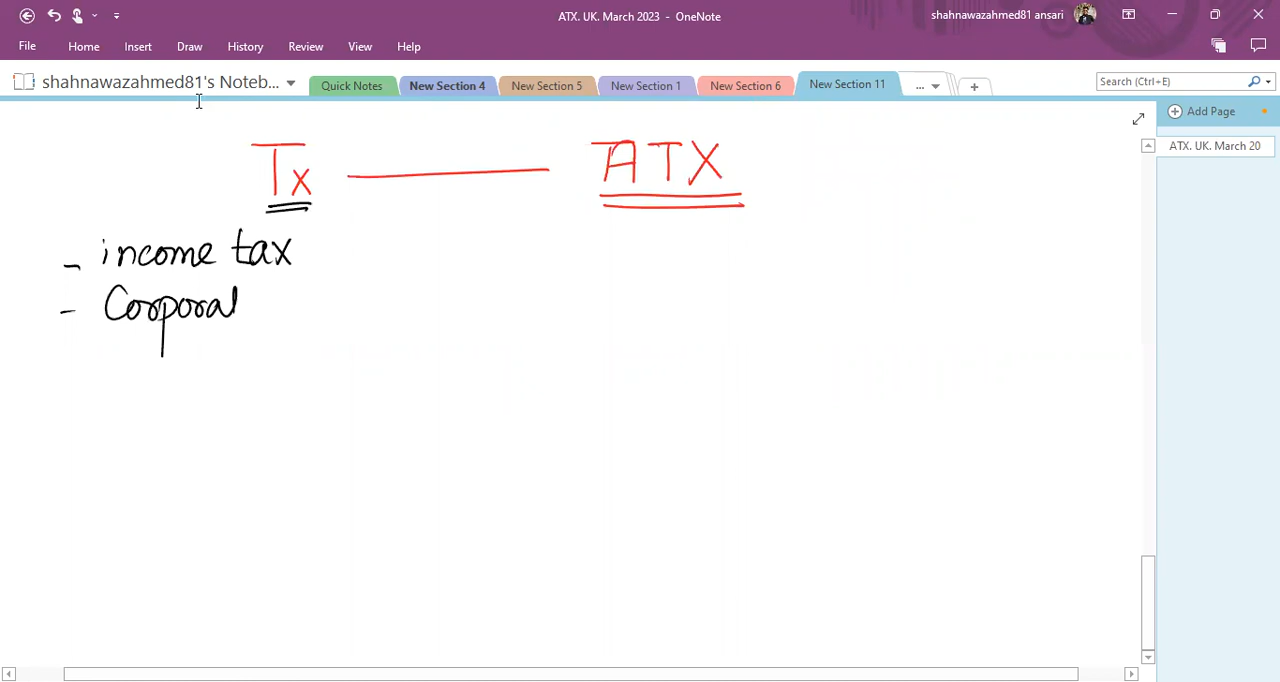 ATX. UK. March 2023 - OneNote
shahnawazahmed81 ansari
File Home Insert Draw History Review View Help
shahnawazahmed81's Noteb...
Quick Notes New Section 4 New Section 5 New Section 1 New Section 6 New Section 11 ...
Search (Ctrl+E)
Add Page
ATX. UK. March 20
Tx ATX
- income tax
- Corporal